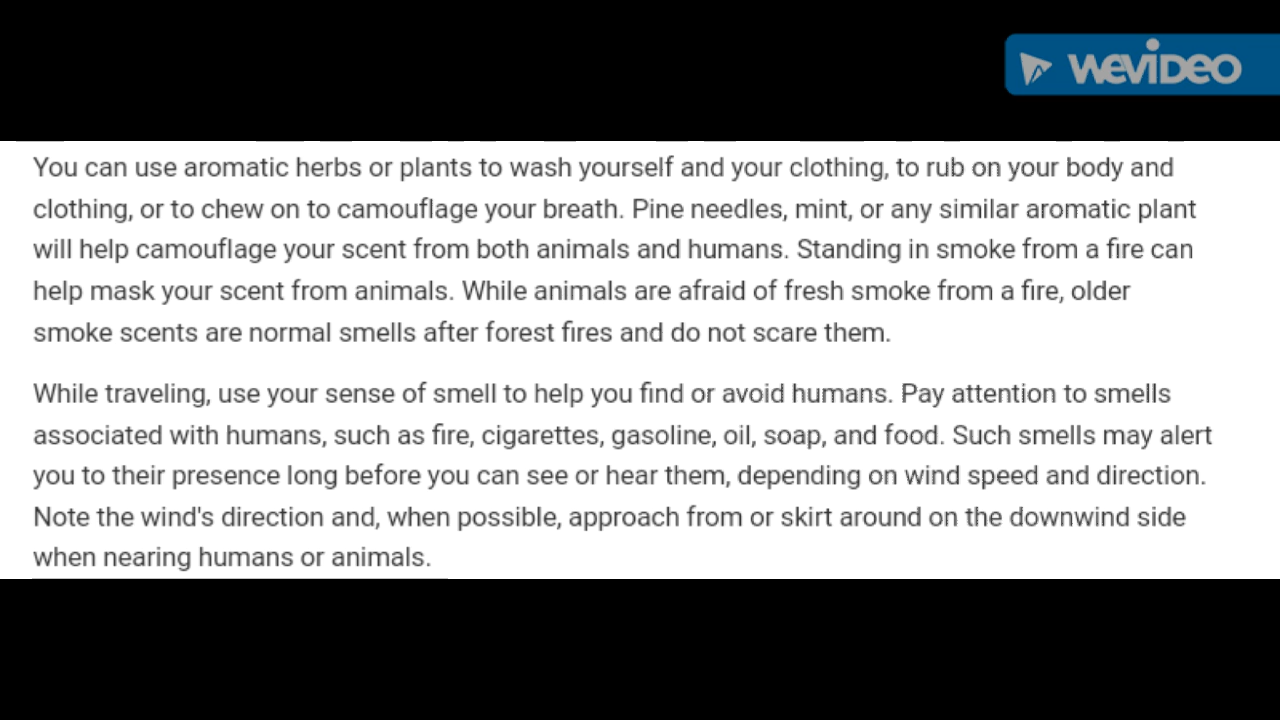 WEVIDEO
You can use aromatic herbs or plants to wash yourself and your clothing, to rub on your body and
clothing, or to chew on to camouflage your breath. Pine needles, mint, or any similar aromatic plant
will help camouflage your scent from both animals and humans. Standing in smoke from a fire can
help mask your scent from animals. While animals are afraid of fresh smoke from a fire, older
smoke scents are normal smells after forest fires and do not scare them.
While traveling, use your sense of smell to help you find or avoid humans. Pay attention to smells
associated with humans, such as fire, cigarettes, gasoline, oil, soap, and food. Such smells may alert
you to their presence long before you can see or hear them, depending on wind speed and direction.
Note the wind's direction and, when possible, approach from or skirt around on the downwind side
when nearing humans or animals.